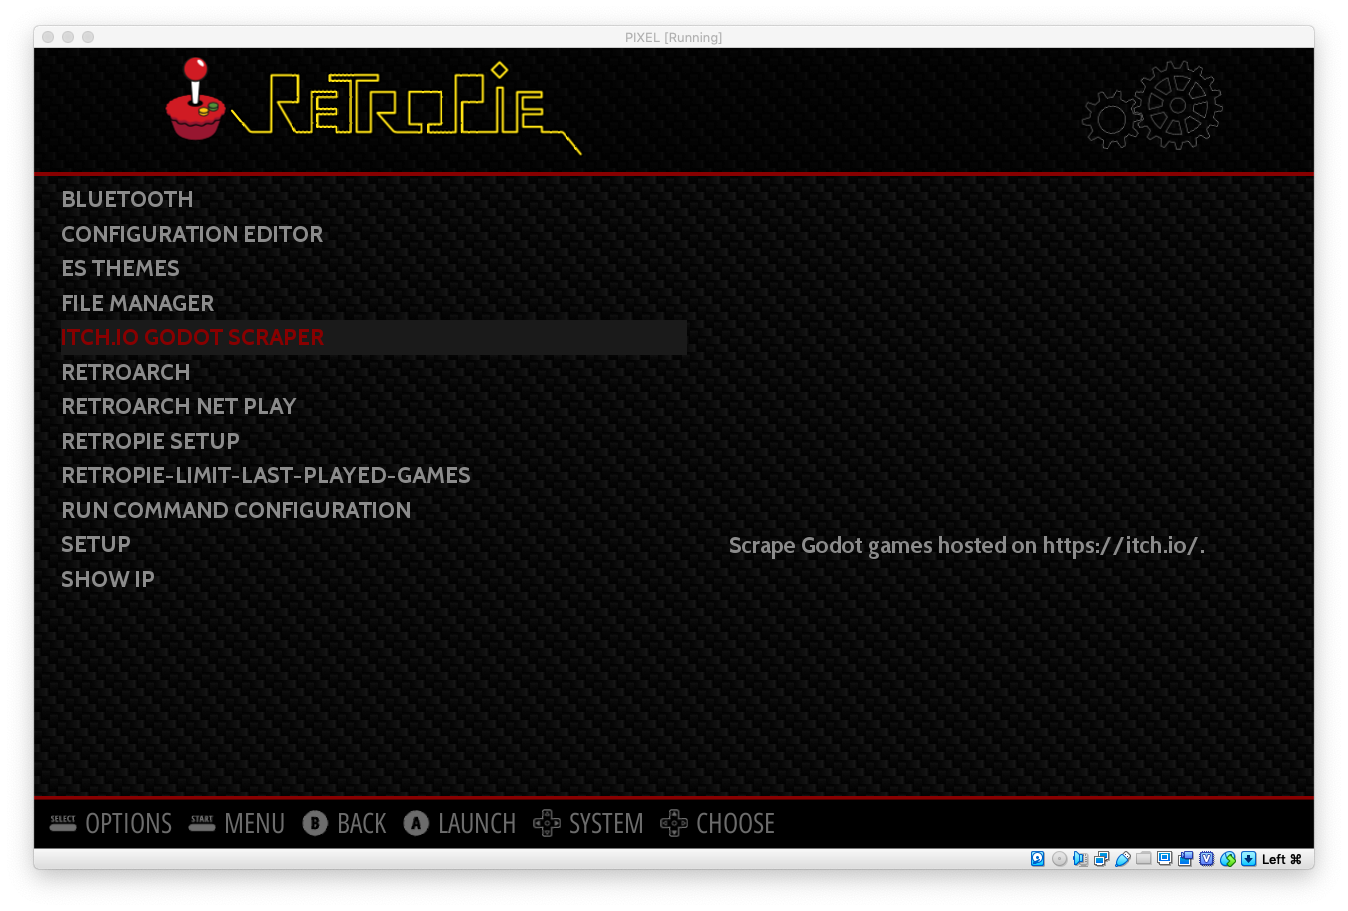 PIXEL [Running]
RETROPIE
BLUETOOTH
CONFIGURATION EDITOR
ES THEMES
FILE MANAGER
ITCH.IO GODOT SCRAPER
RETROARCH
RETROARCH NET PLAY
RETROPIE SETUP
RETROPIE-LIMIT-LAST-PLAYED-GAMES
RUN COMMAND CONFIGURATION
SETUP
SHOW IP
Scrape Godot games hosted on https://itch.io/.
SELECT OPTIONS START MENU B BACK A LAUNCH SYSTEM CHOOSE
V Left ⌘